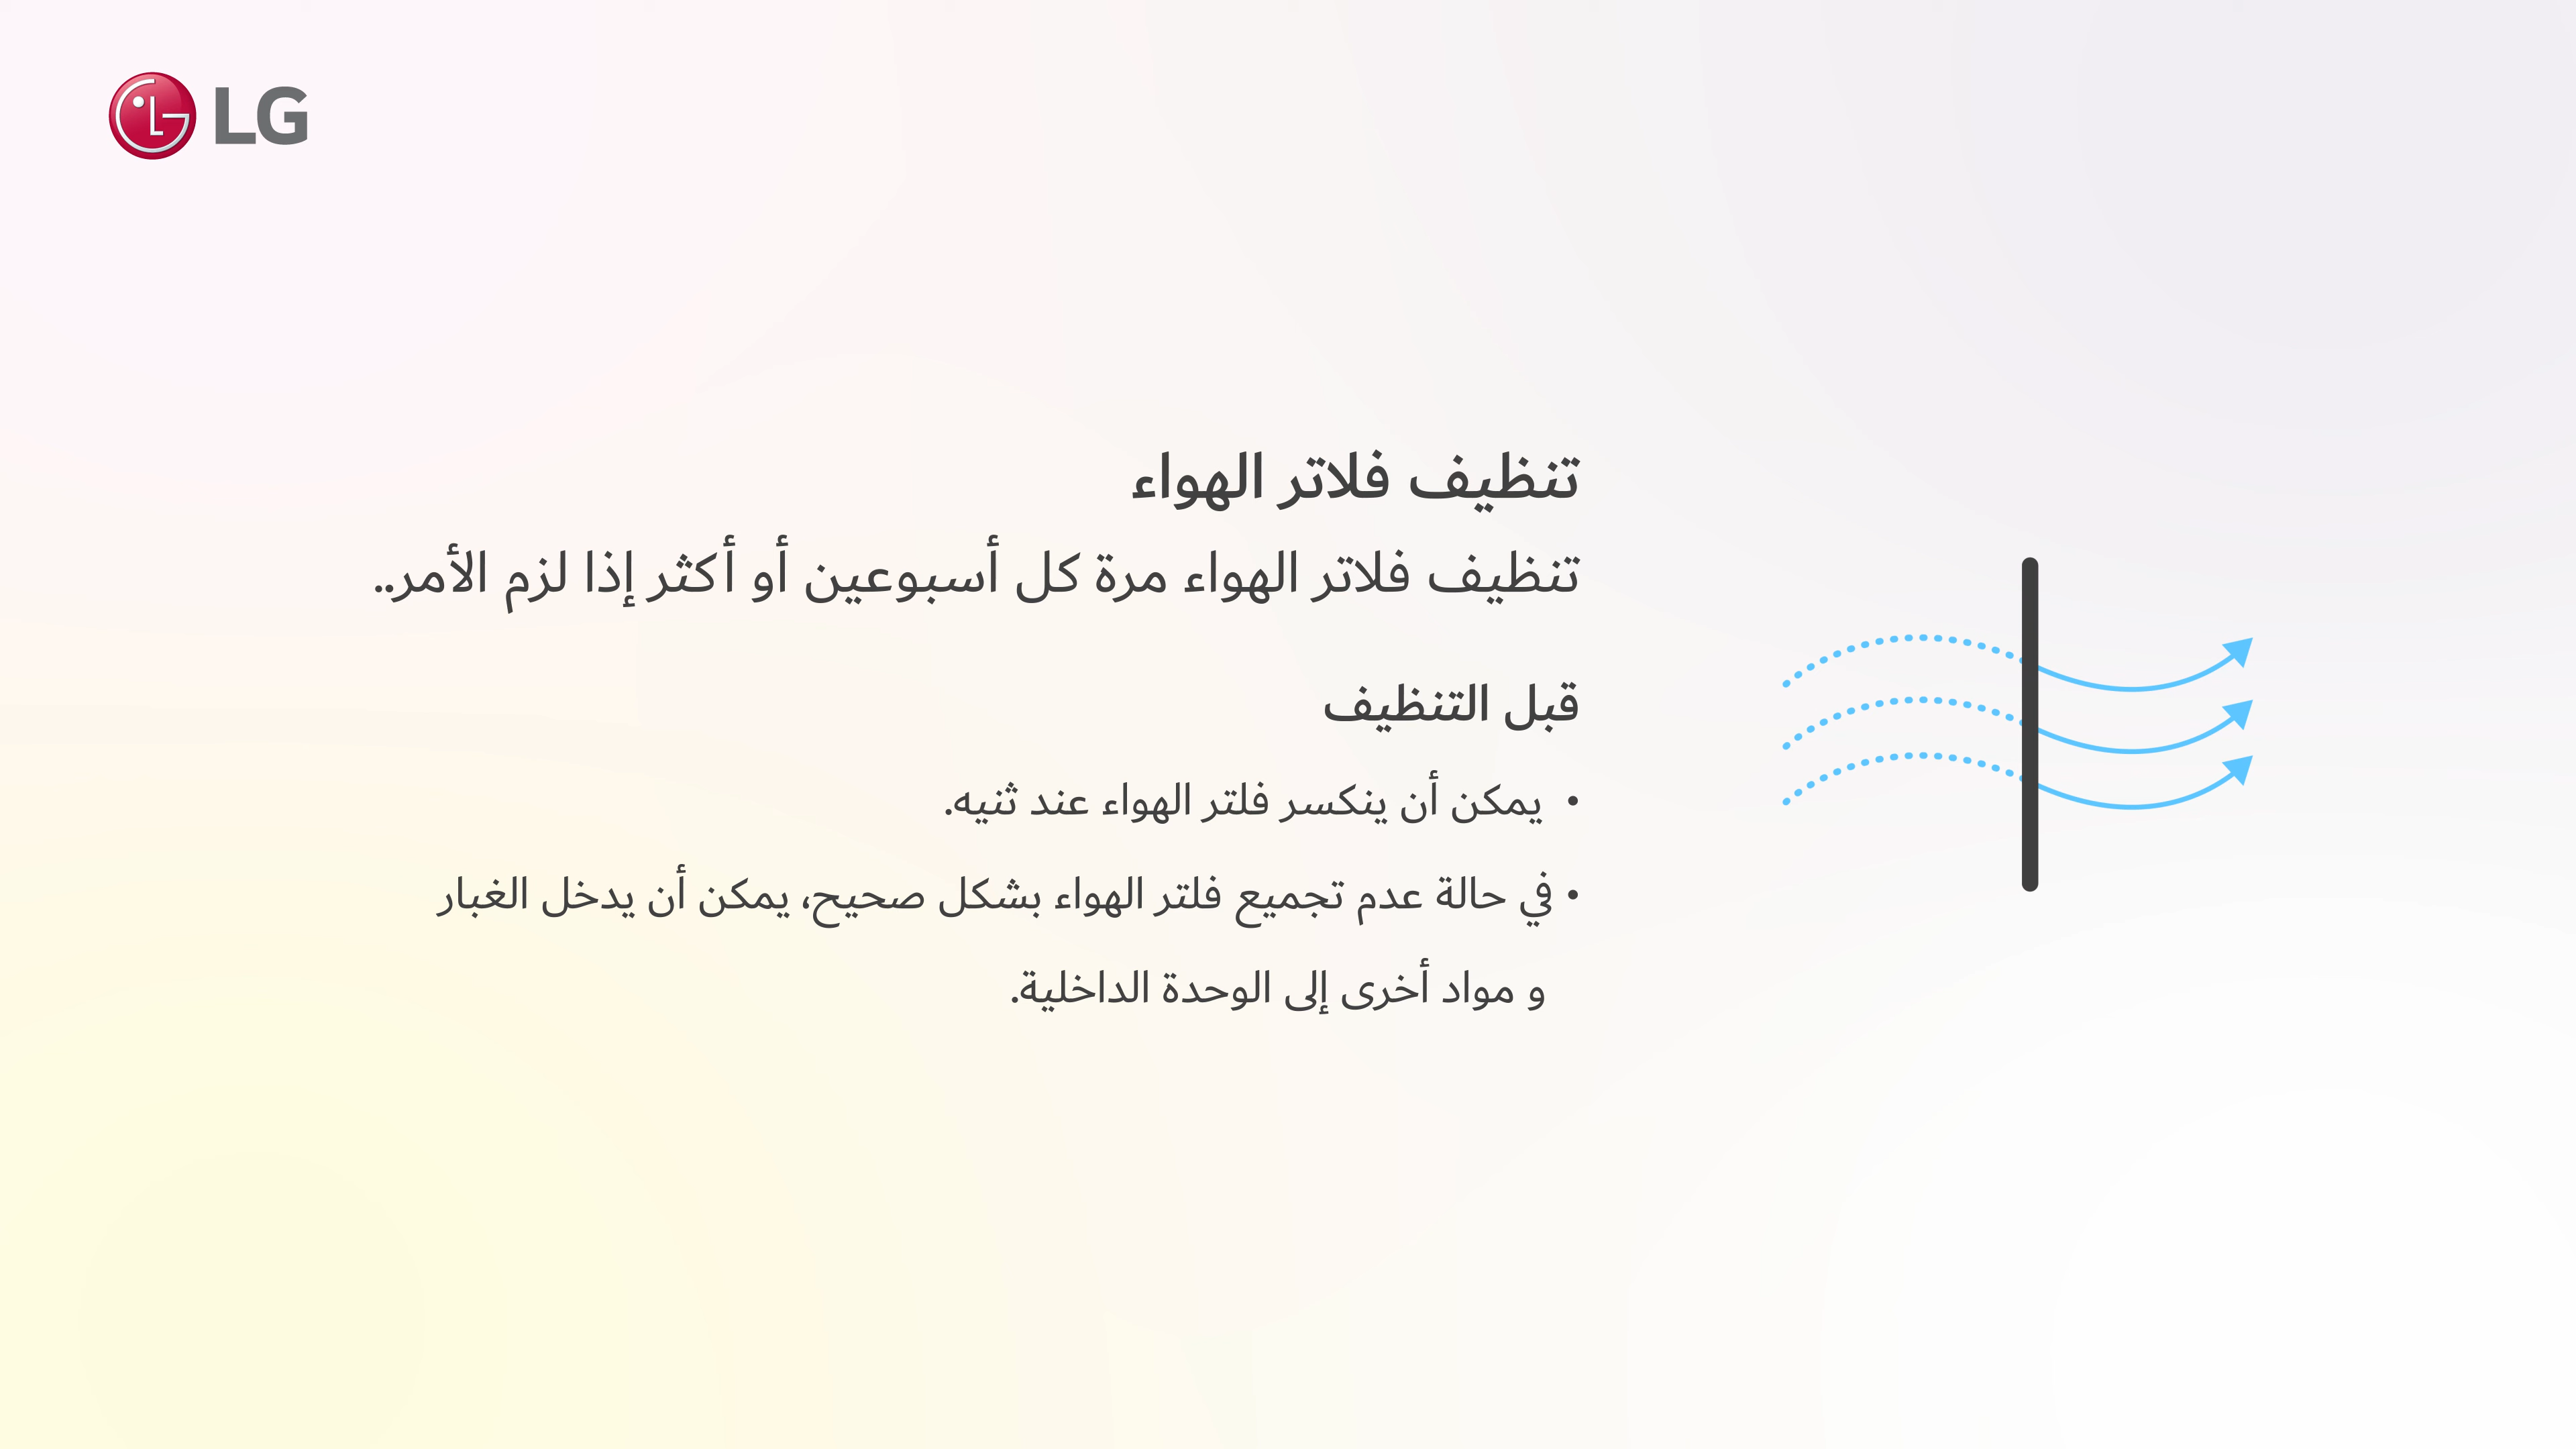 LG
تنظيف فلاتر الهواء
تنظيف فلاتر الهواء مرة كل أسبوعين أو أكثر إذا لزم الأمر..
قبل التنظيف
• يمكن أن ينكسر فلتر الهواء عند ثنيه.
• في حالة عدم تجميع فلتر الهواء بشكل صحيح، يمكن أن يدخل الغبار
و مواد أخرى إلى الوحدة الداخلية.